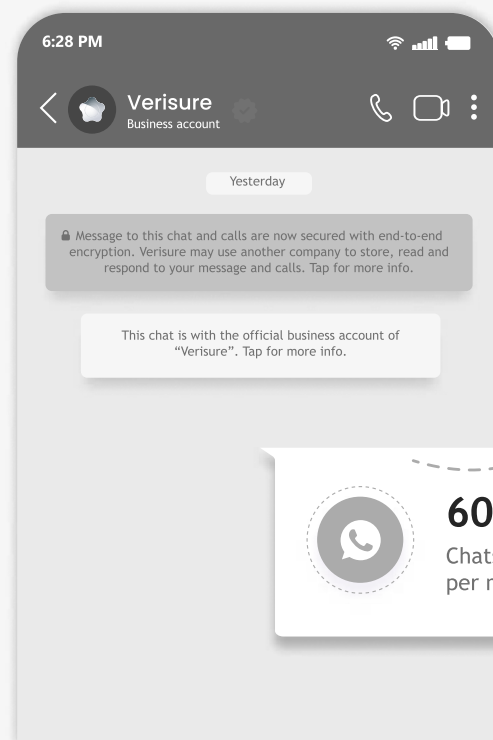 6:28 PM
Verisure
Business account
Yesterday
Message to this chat and calls are now secured with end-to-end
encryption. Verisure may use another company to store, read and
respond to your message and calls. Tap for more info.
This chat is with the official business account of
“Verisure”. Tap for more info.
60
Chats
per